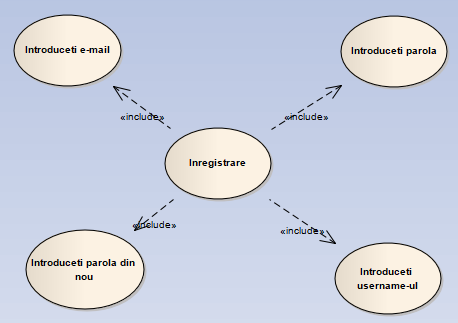 Introduceti e-mail
Introduceti parola
«include»
«include»
Inregistrare
«include»
«include»
Introduceti parola din
nou
Introduceti
username-ul